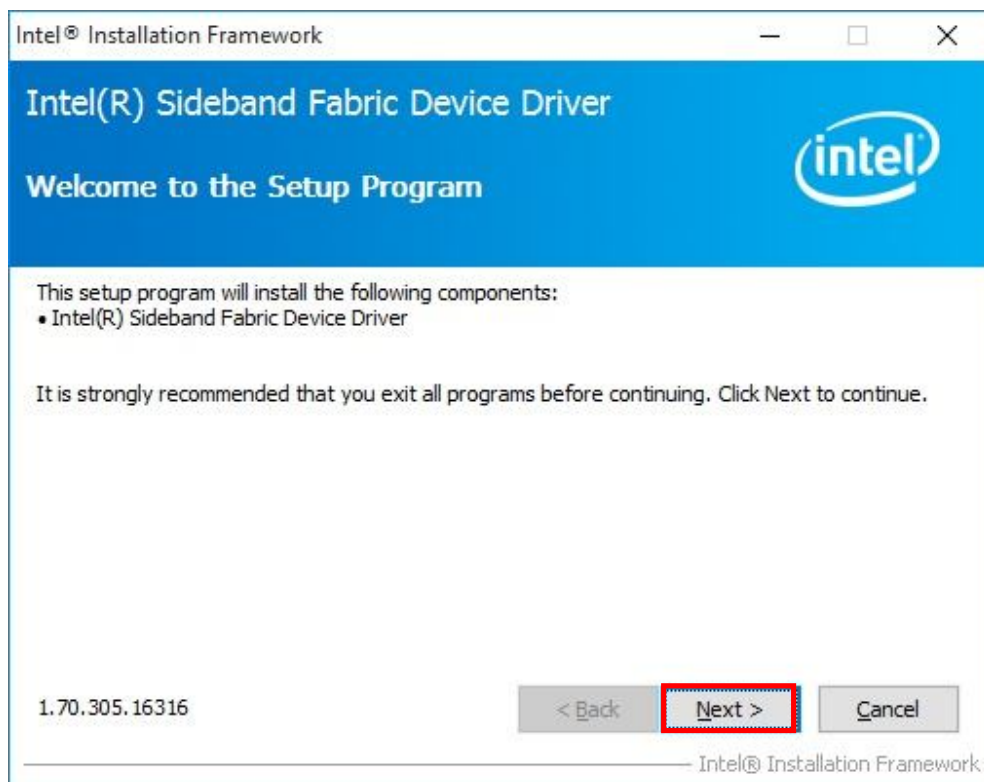 Intel® Installation Framework
Intel(R) Sideband Fabric Device Driver
intel
Welcome to the Setup Program
This setup program will install the following components:
• Intel(R) Sideband Fabric Device Driver
It is strongly recommended that you exit all programs before continuing. Click Next to continue.
1.70.305.16316
< Back
Next >
Cancel
Intel® Installation Framework